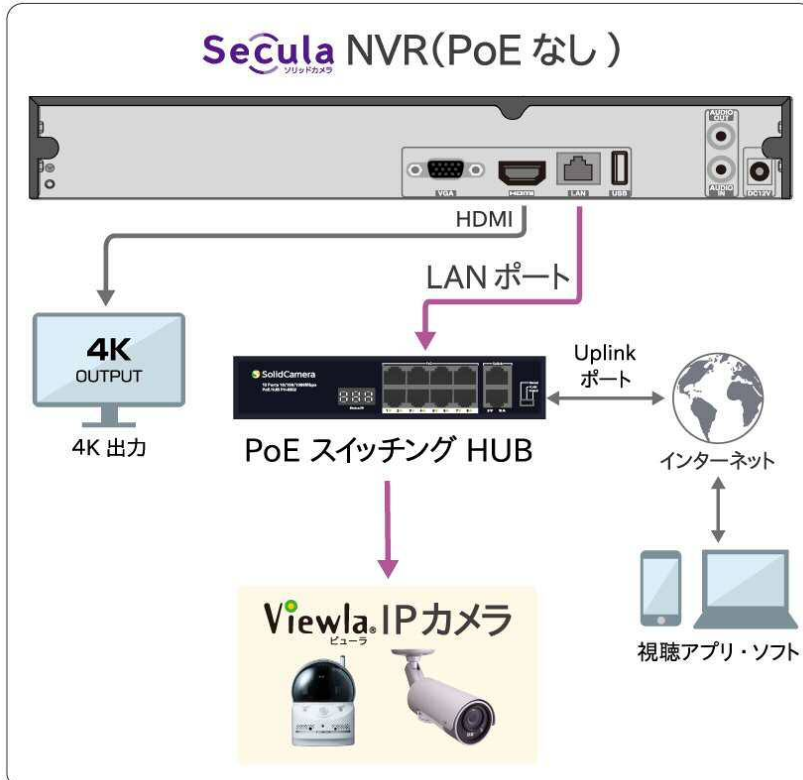 Secula NVR(PoE なし)
ソリッドカメラ
AUDIO OUT
VGA
HDMI
LAN
USB
AUDIO IN
DC12V
HDMI
LAN ポート
4K
OUTPUT
4K 出力
SolidCamera
Uplink
ポート
PoE スイッチング HUB
インターネット
Viewla. IPカメラ
ビューラ
視聴アプリ・ソフト